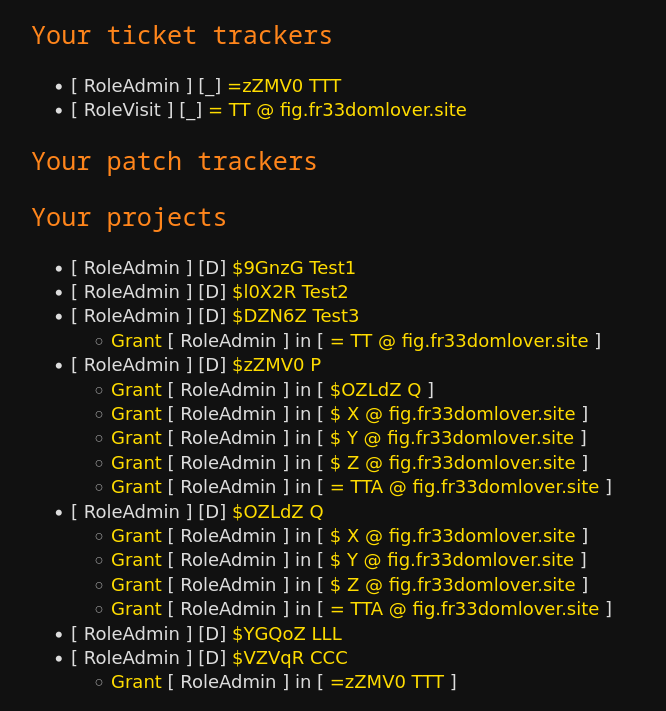 Your ticket trackers
• [ RoleAdmin ] [_] =zZMV0 TTT
• [ RoleVisit ] [_] = TT @ fig.fr33domlover.site
Your patch trackers
Your projects
• [ RoleAdmin ] [D] $9GnzG Test1
• [ RoleAdmin ] [D] $l0X2R Test2
• [ RoleAdmin ] [D] $DZN6Z Test3
◦ Grant [ RoleAdmin ] in [ = TT @ fig.fr33domlover.site ]
• [ RoleAdmin ] [D] $zZMV0 P
◦ Grant [ RoleAdmin ] in [ $OZLdZ Q ]
◦ Grant [ RoleAdmin ] in [ $ X @ fig.fr33domlover.site ]
◦ Grant [ RoleAdmin ] in [ $ Y @ fig.fr33domlover.site ]
◦ Grant [ RoleAdmin ] in [ $ Z @ fig.fr33domlover.site ]
◦ Grant [ RoleAdmin ] in [ = TTA @ fig.fr33domlover.site ]
• [ RoleAdmin ] [D] $OZLdZ Q
◦ Grant [ RoleAdmin ] in [ $ X @ fig.fr33domlover.site ]
◦ Grant [ RoleAdmin ] in [ $ Y @ fig.fr33domlover.site ]
◦ Grant [ RoleAdmin ] in [ $ Z @ fig.fr33domlover.site ]
◦ Grant [ RoleAdmin ] in [ = TTA @ fig.fr33domlover.site ]
• [ RoleAdmin ] [D] $YGQoZ LLL
• [ RoleAdmin ] [D] $VZVqR CCC
◦ Grant [ RoleAdmin ] in [ =zZMV0 TTT ]